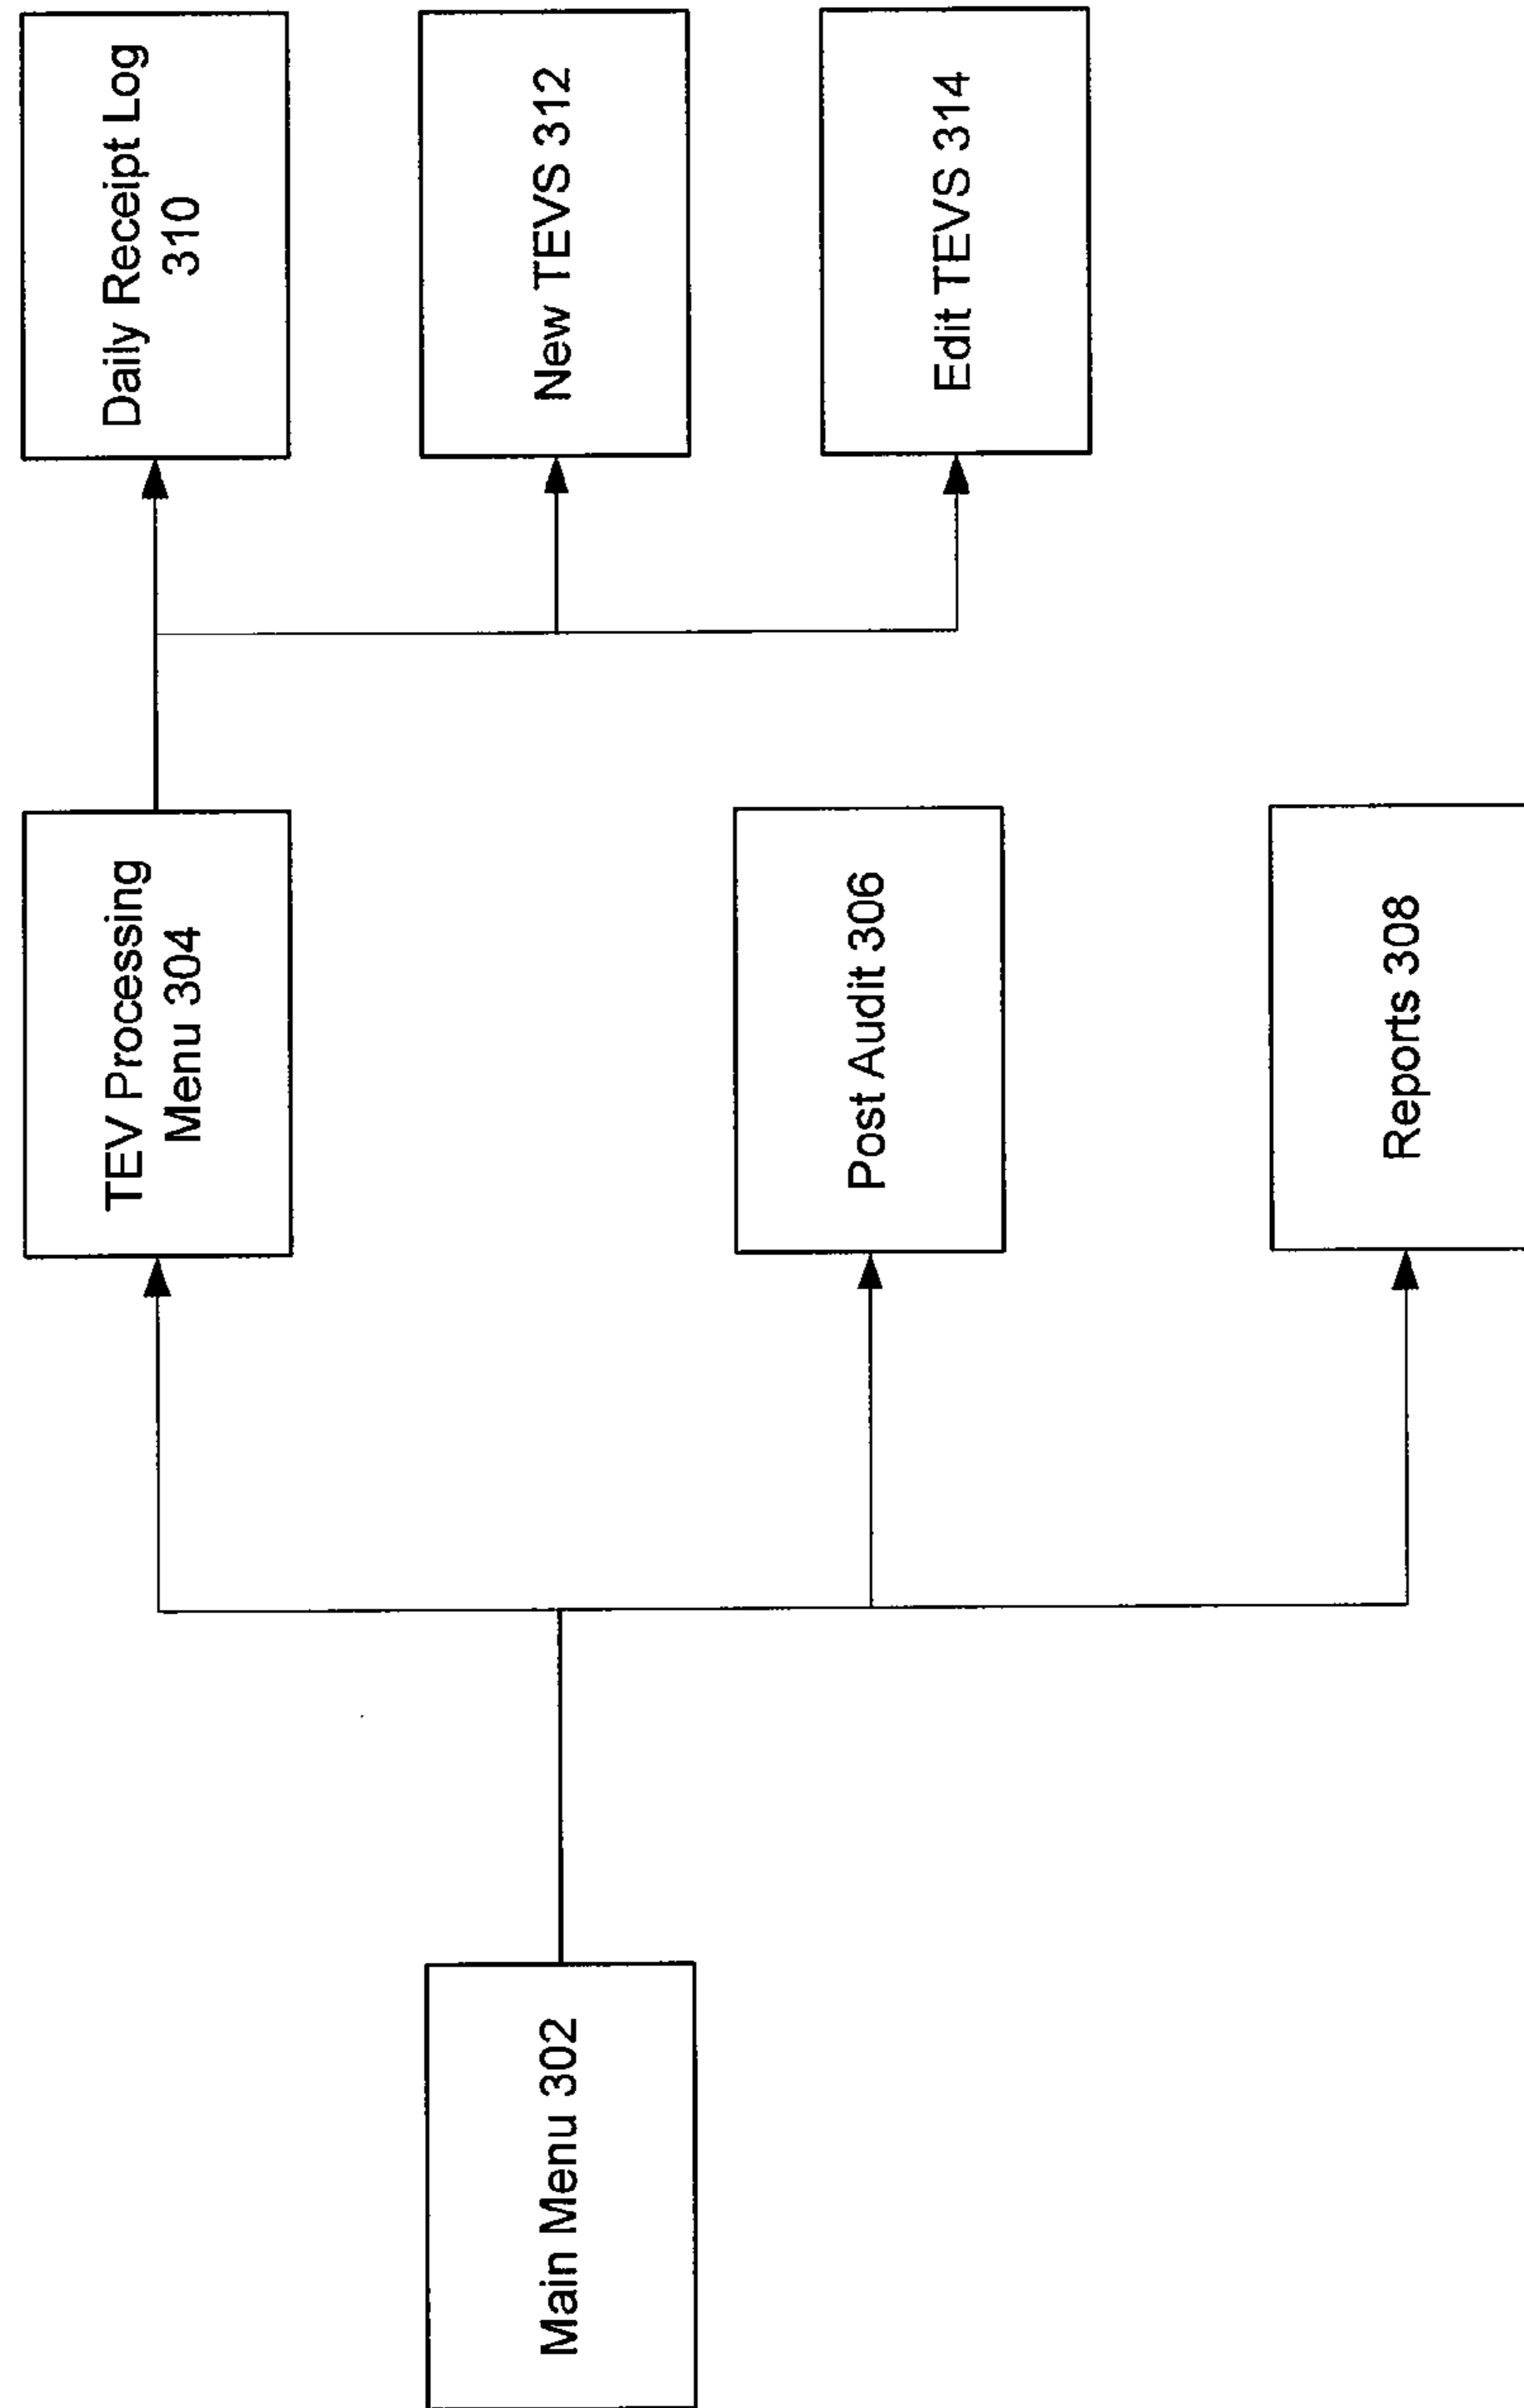 Main Menu 302
TEV Processing
Menu 304
Post Audit 306
Reports 308
Daily Receipt Log
310
New TEVS 312
Edit TEVS 314